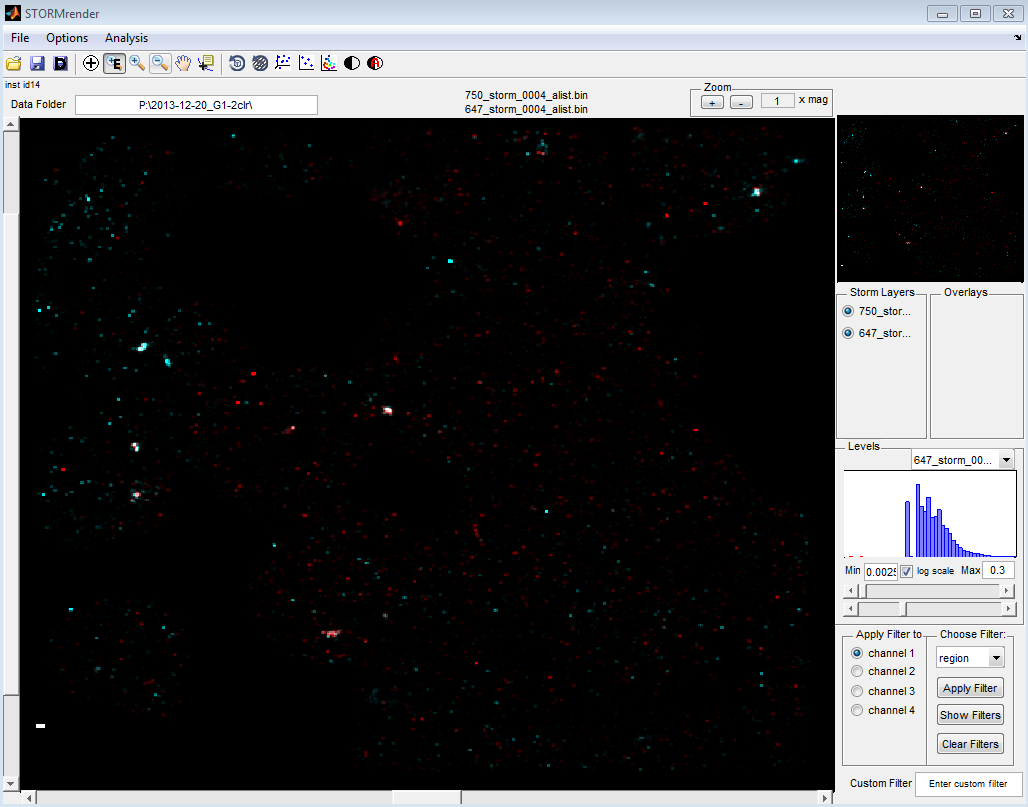 STORMrender
File Options Analysis
E
inst id14
Data Folder P:\2013-12-20_G1-2clr\
750_storm_0004_alist.bin
647_storm_0004_alist.bin
Zoom
+ - 1 x mag
Storm Layers Overlays
750_stor...
647_stor...
Levels
647_storm_00...
Min 0.0025 log scale Max 0.3
Apply Filter to Choose Filter:
channel 1 region
channel 2
channel 3
channel 4
Apply Filter
Show Filters
Clear Filters
Custom Filter Enter custom filter